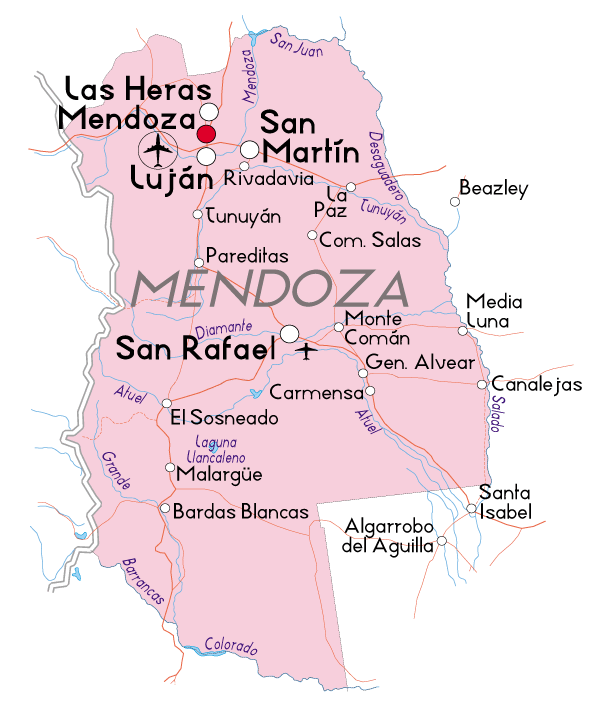 San Juan
Mendoza
Las Heras
Mendoza
San
Martín
Luján
Rivadavia
Desaguadero
La
Paz
Tunuyán
Beazley
Tunuyán
Com. Salas
Pareditas
MENDOZA
Media
Luna
Diamante
Monte
Comán
San Rafael
Gen. Alvear
Canalejas
Carmensa
Atuel
El Sosneado
Atuel
Salado
Laguna
Llancaleno
Grande
Malargüe
Santa
Isabel
Bardas Blancas
Algarrobo
del Aguilla
Barrancas
Colorado